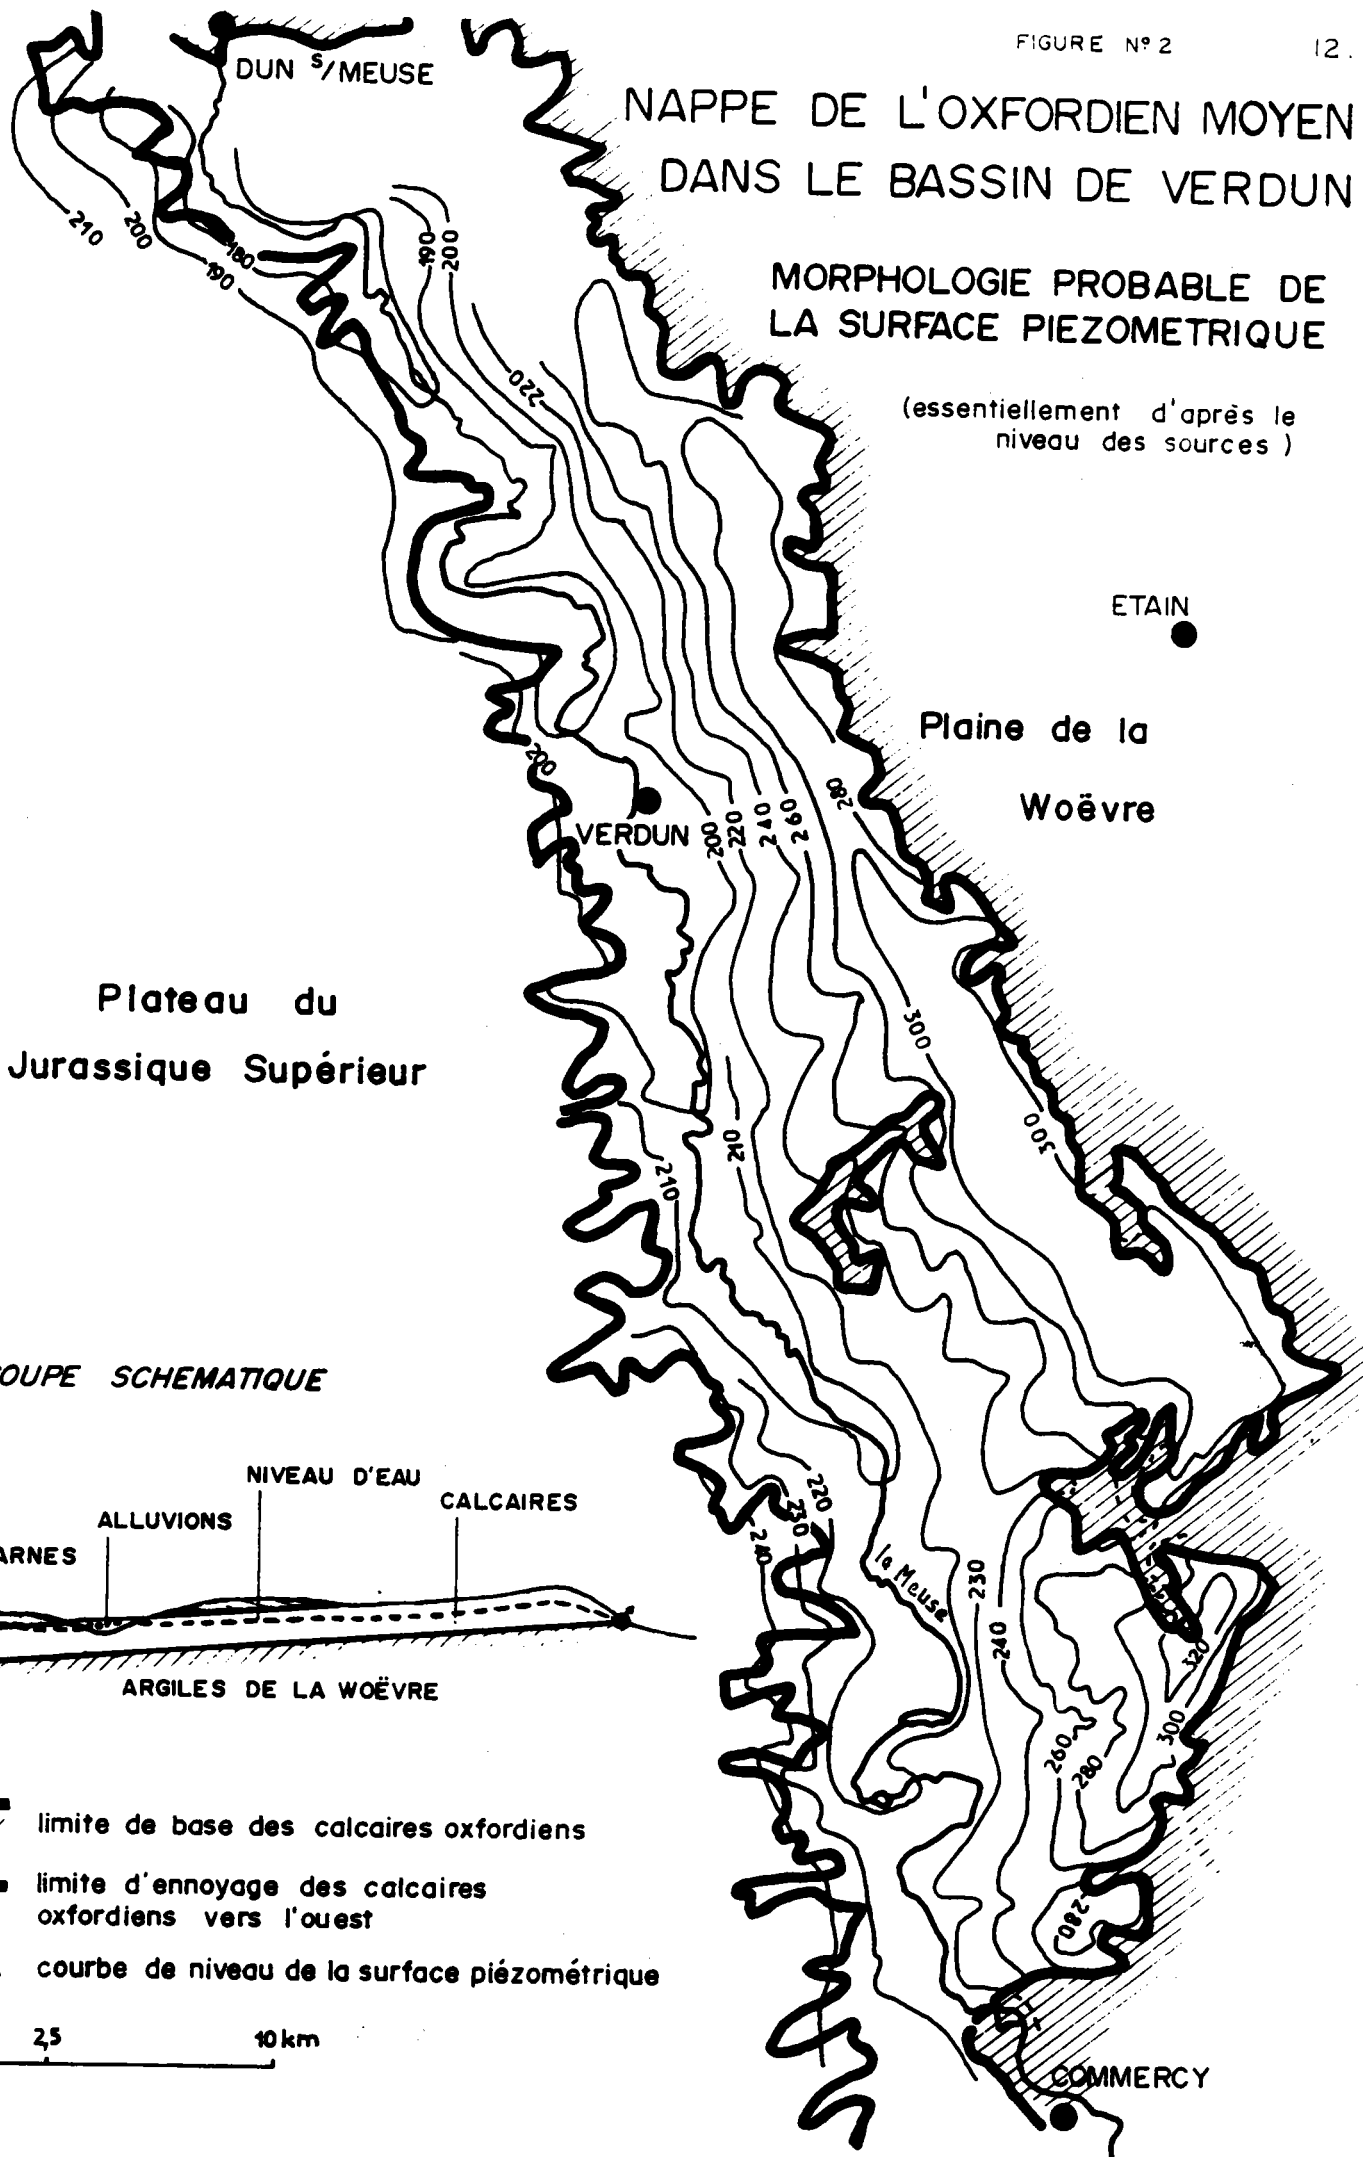 FIGURE Nº 2
12.
NAPPE DE L'OXFORDIEN MOYEN
DANS LE BASSIN DE VERDUN
MORPHOLOGIE PROBABLE DE
LA SURFACE PIEZOMETRIQUE
(essentiellement d'après le
niveau des sources )
DUN S/MEUSE
210
200
180
190
190
200
220
ETAIN
Plaine de la
Woëvre
200
VERDUN
200
220
240
260
280
Plateau du
Jurassique Supérieur
300
300
210
210
OUPE SCHEMATIQUE
NIVEAU D'EAU
CALCAIRES
ALLUVIONS
ARNES
ARGILES DE LA WOËVRE
220
230
210
la Meuse
230
240
320
300
260
280
280
limite de base des calcaires oxfordiens
limite d'ennoyage des calcaires
oxfordiens vers l'ouest
courbe de niveau de la surface piézométrique
2,5
10 km
COMMERCY